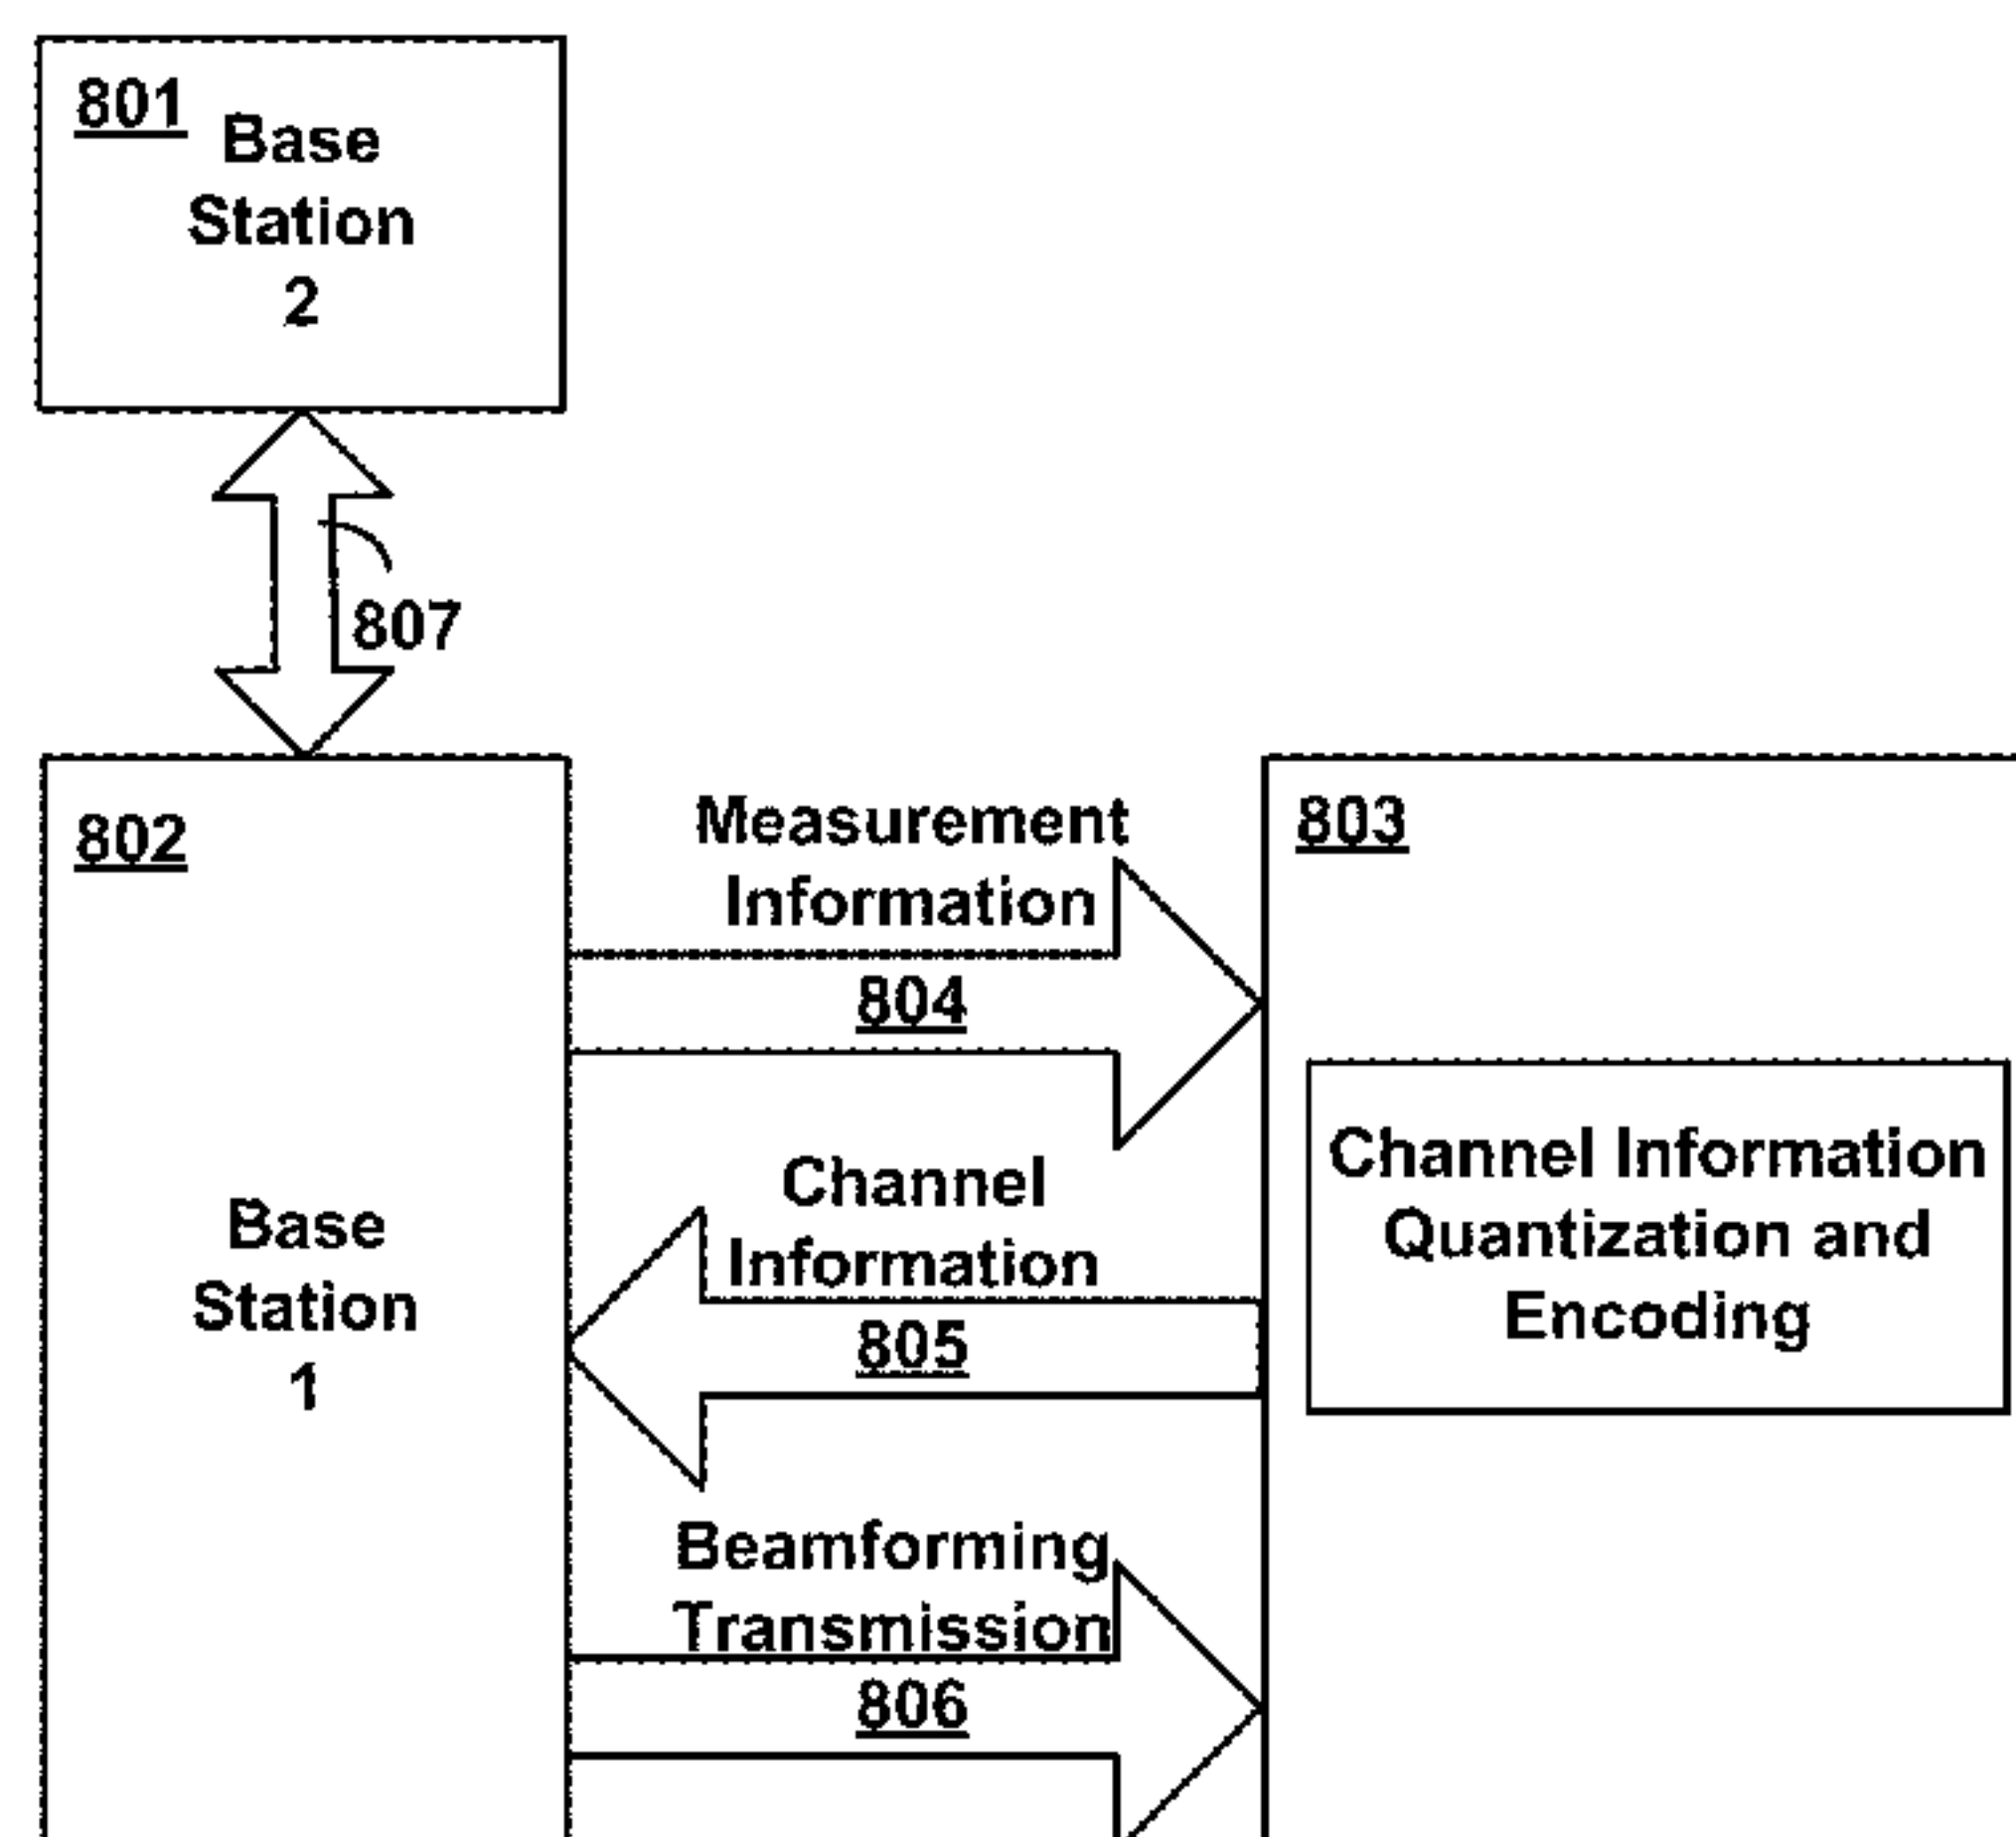 801
Base
Station
2
807
802
Base
Station
1
Measurement
Information
804
Channel
Information
805
Beamforming
Transmission
806
803
Channel Information
Quantization and
Encoding